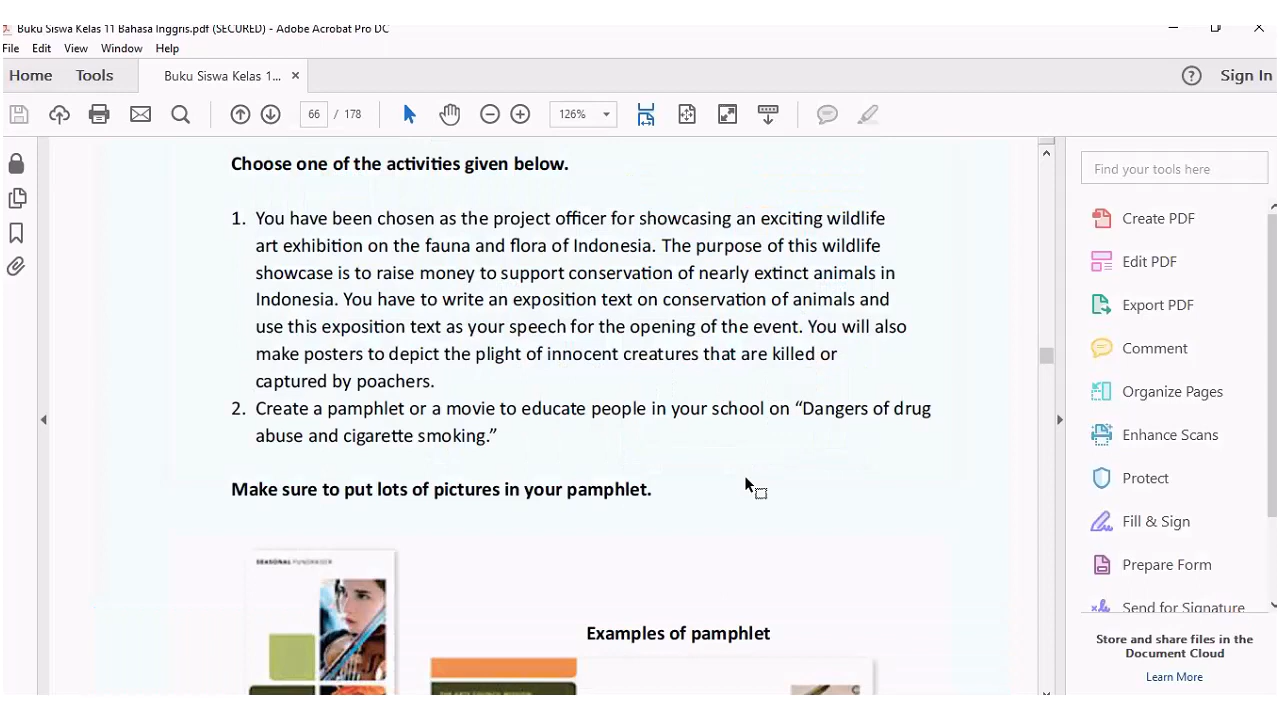 Buku Siswa Kelas 11 Bahasa Inggris.pdf (SECURED) - Adobe Acrobat Pro DC
File Edit View Window Help
Home Tools Buku Siswa Kelas 1... × Sign In
66 / 178 126%
Choose one of the activities given below.
1. You have been chosen as the project officer for showcasing an exciting wildlife
art exhibition on the fauna and flora of Indonesia. The purpose of this wildlife
showcase is to raise money to support conservation of nearly extinct animals in
Indonesia. You have to write an exposition text on conservation of animals and
use this exposition text as your speech for the opening of the event. You will also
make posters to depict the plight of innocent creatures that are killed or
captured by poachers.
2. Create a pamphlet or a movie to educate people in your school on “Dangers of drug
abuse and cigarette smoking.”
Make sure to put lots of pictures in your pamphlet.
SEASONAL FUNDRAISER
Examples of pamphlet
THE ARTS COUNCIL MISSION
Find your tools here
Create PDF
Edit PDF
Export PDF
Comment
Organize Pages
Enhance Scans
Protect
Fill & Sign
Prepare Form
Send for Signature
Store and share files in the
Document Cloud
Learn More